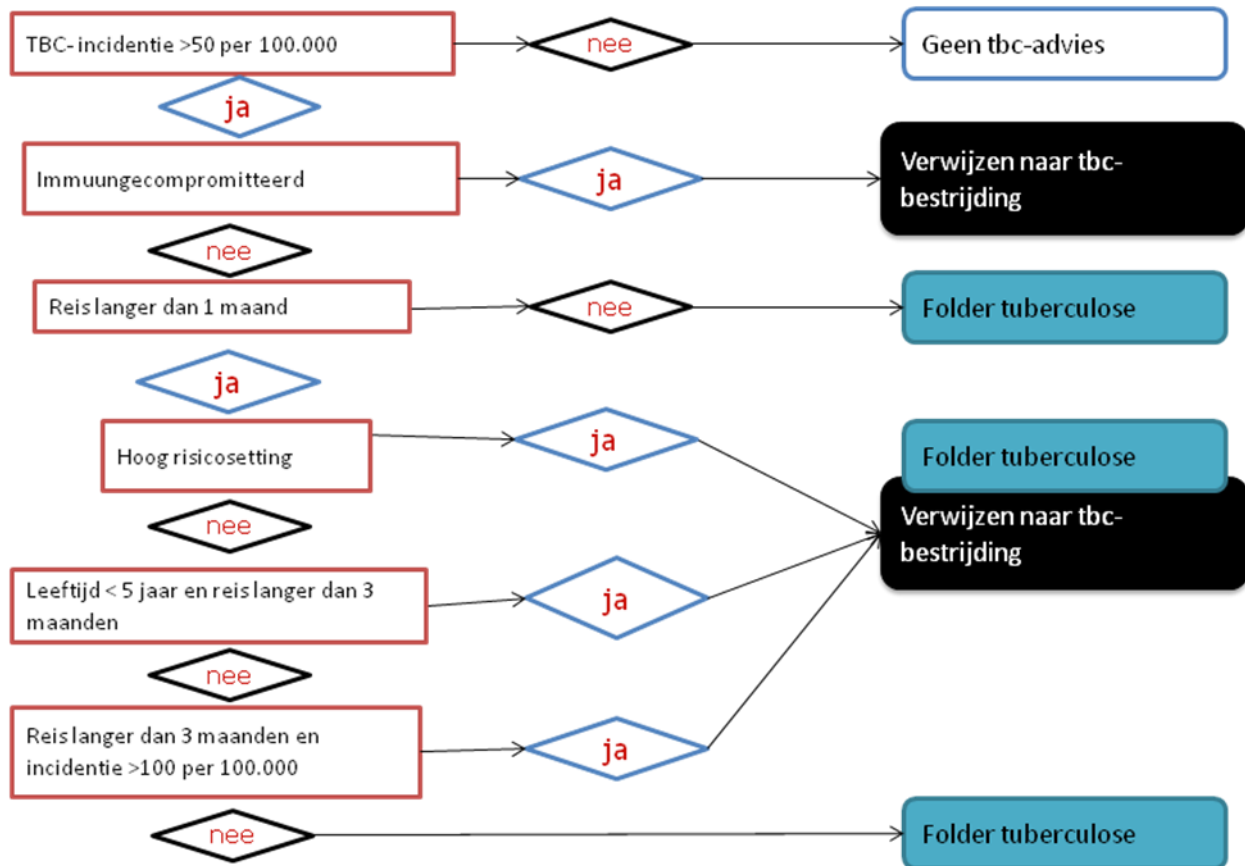 TBC- incidentie >50 per 100.000
nee
Geen tbc-advies
ja
Immuungecompromitteerd
ja
Verwijzen naar tbc-
bestrijding
nee
Reis langer dan 1 maand
nee
Folder tuberculose
ja
Hoog risicosetting
ja
Folder tuberculose
Verwijzen naar tbc-
bestrijding
nee
Leeftijd < 5 jaar en reis langer dan 3
maanden
ja
nee
Reis langer dan 3 maanden en
incidentie >100 per 100.000
ja
nee
Folder tuberculose